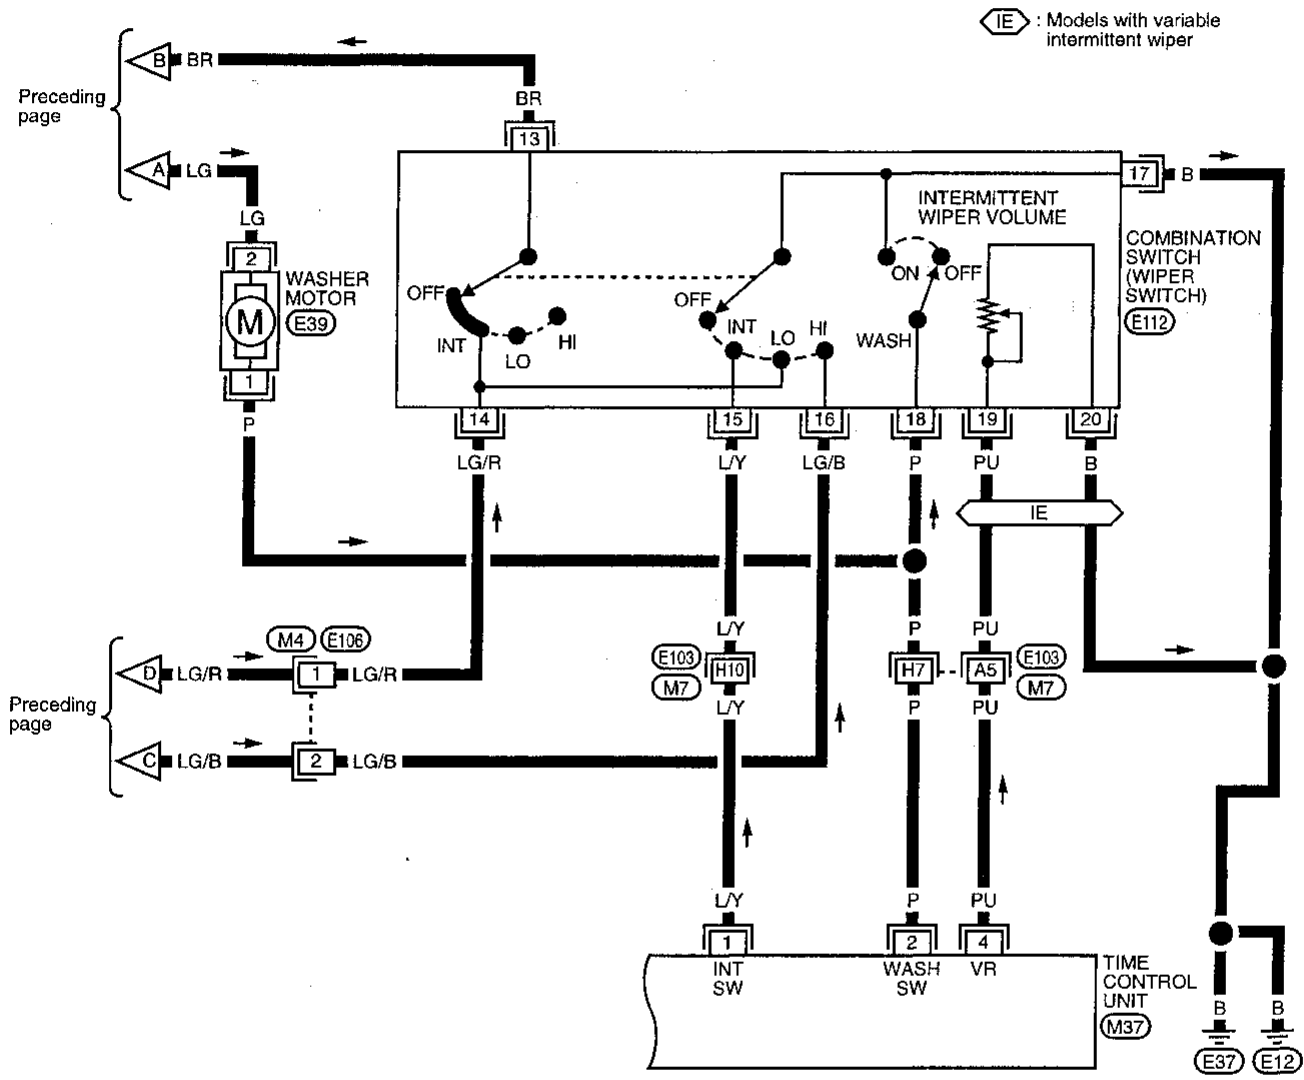 IE : Models with variable
intermittent wiper
B BR
BR
13
Preceding
page
A LG
LG
2
WASHER
MOTOR
E39
M
1
P
17 B
INTERMITTENT
WIPER VOLUME
COMBINATION
SWITCH
(WIPER
SWITCH)
E112
OFF
INT
LO
HI
OFF
INT
LO
HI
ON
OFF
WASH
14
15
16
18
19
20
LG/R
L/Y
LG/B
P
PU
B
IE
L/Y
P
PU
M4 E106
D LG/R 1 LG/R
E103
M7
H10
H7
A5
E103
M7
Preceding
page
L/Y
P
PU
C LG/B 2 LG/B
L/Y
P
PU
1
2
4
INT
SW
WASH
SW
VR
TIME
CONTROL
UNIT
M37
B
B
E37
E12